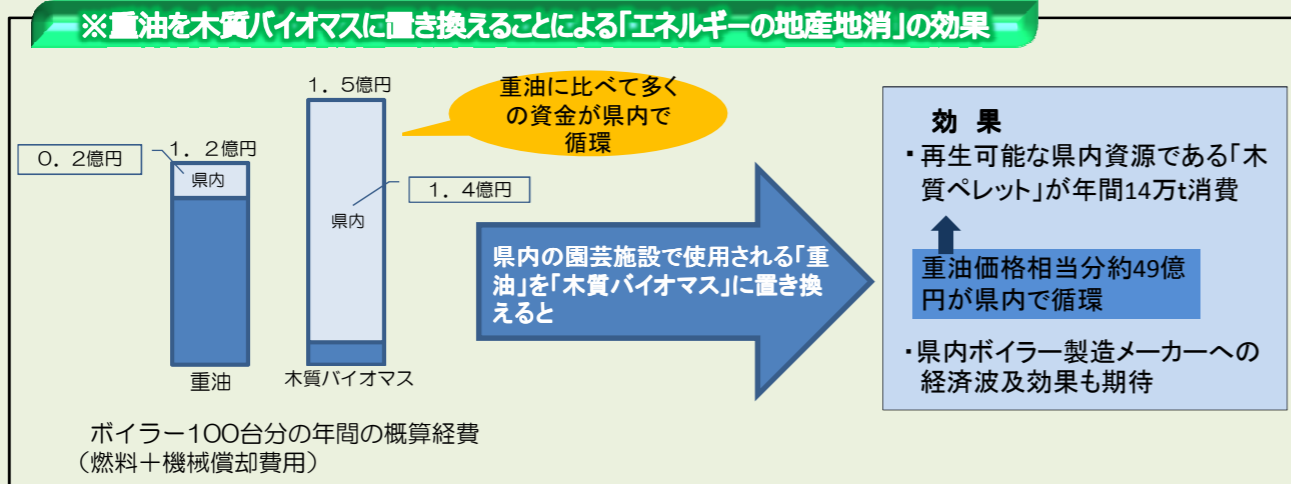 ※重油を木質バイオマスに置き換えることによる「エネルギーの地産地消」の効果
1．5億円
重油に比べて多く
の資金が県内で
循環
0．2億円
1．2億円
県内
1．4億円
県内
重油
木質バイオマス
ボイラー100台分の年間の概算経費
（燃料＋機械償却費用）
県内の園芸施設で使用される「重
油」を「木質バイオマス」に置き換
えると
効 果
・再生可能な県内資源である「木
質ペレット」が年間14万t消費
重油価格相当分約49億
円が県内で循環
・県内ボイラー製造メーカーへの
経済波及効果も期待